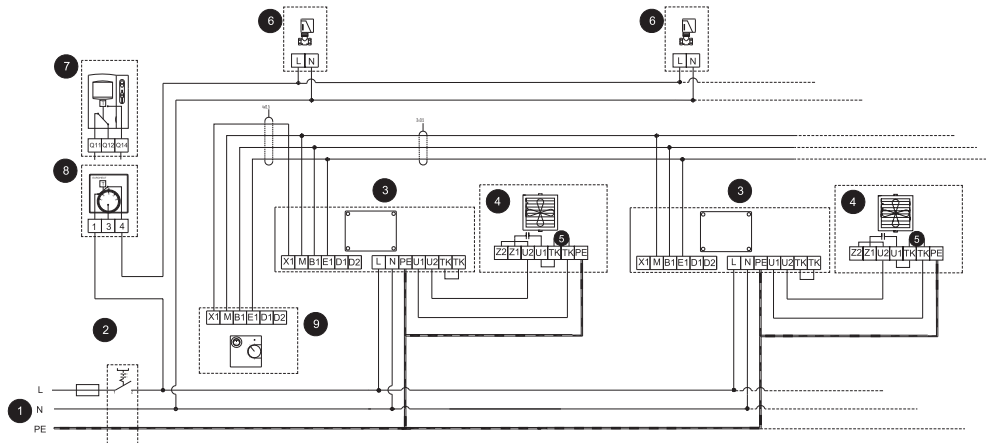 6
6
L N
L N
7
Q11 Q12 Q14
8
1 3 4
3
4
5
3
4
5
X1 M B1 E1 D1 D2
L N PE U1 U2 TK TK
Z2 Z1 U2 U1 TK TK PE
X1 M B1 E1 D1 D2
L N PE U1 U2 TK TK
Z2 Z1 U2 U1 TK TK PE
X1 M B1 E1 D1 D2
9
2
L
1 N
PE